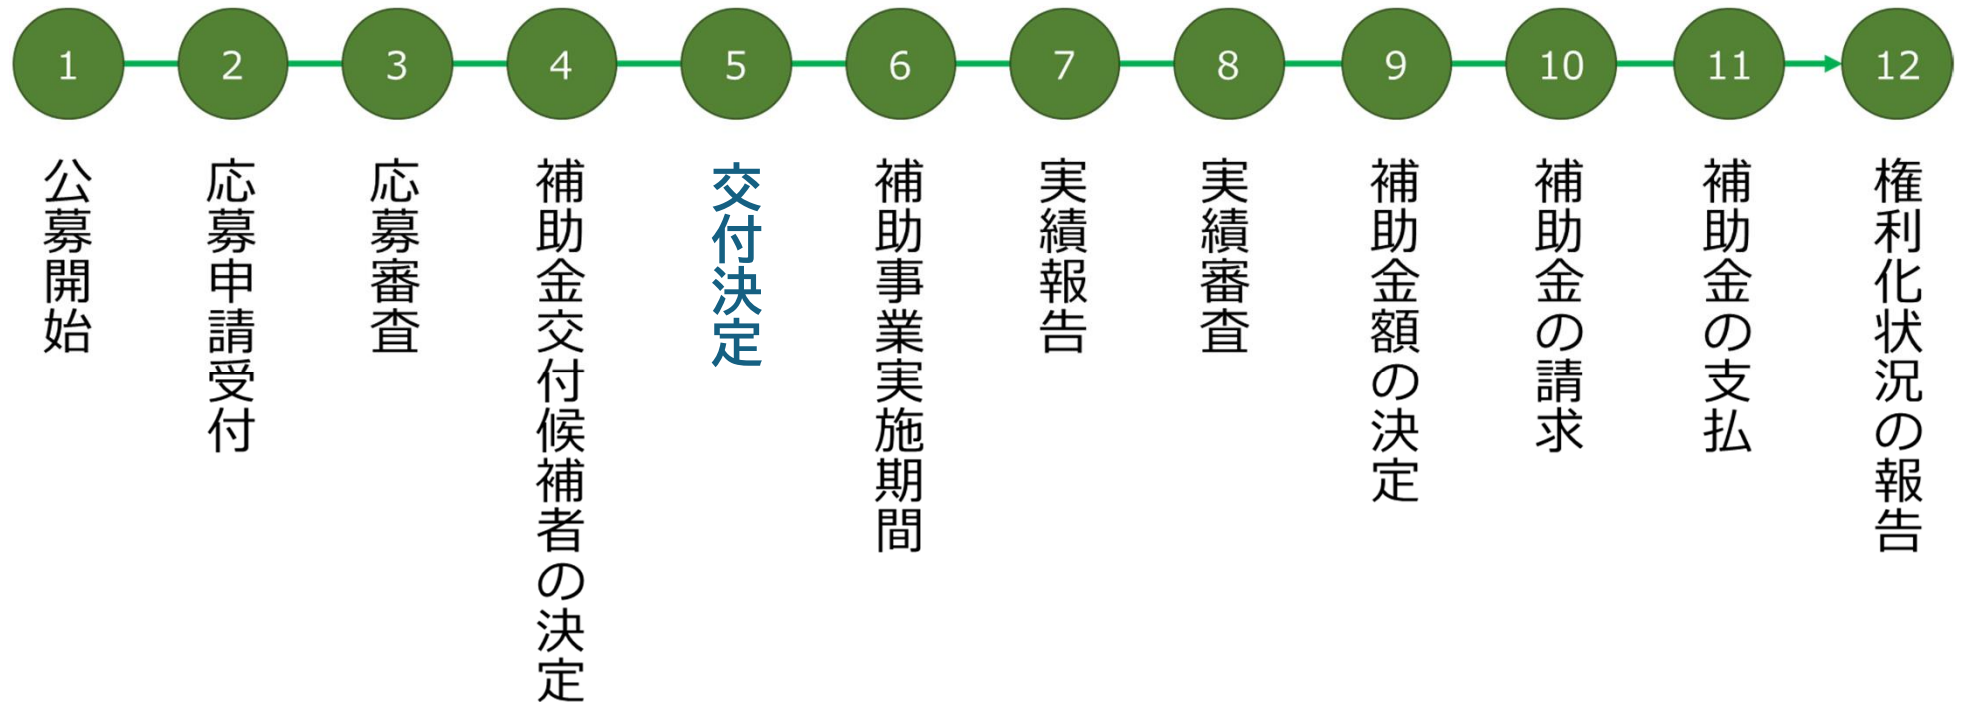 1
公募開始
2
応募申請受付
3
応募審査
4
補助金交付候補者の決定
5
交付決定
6
補助事業実施期間
7
実績報告
8
実績審査
9
補助金額の決定
10
補助金の請求
11
補助金の支払
12
権利化状況の報告